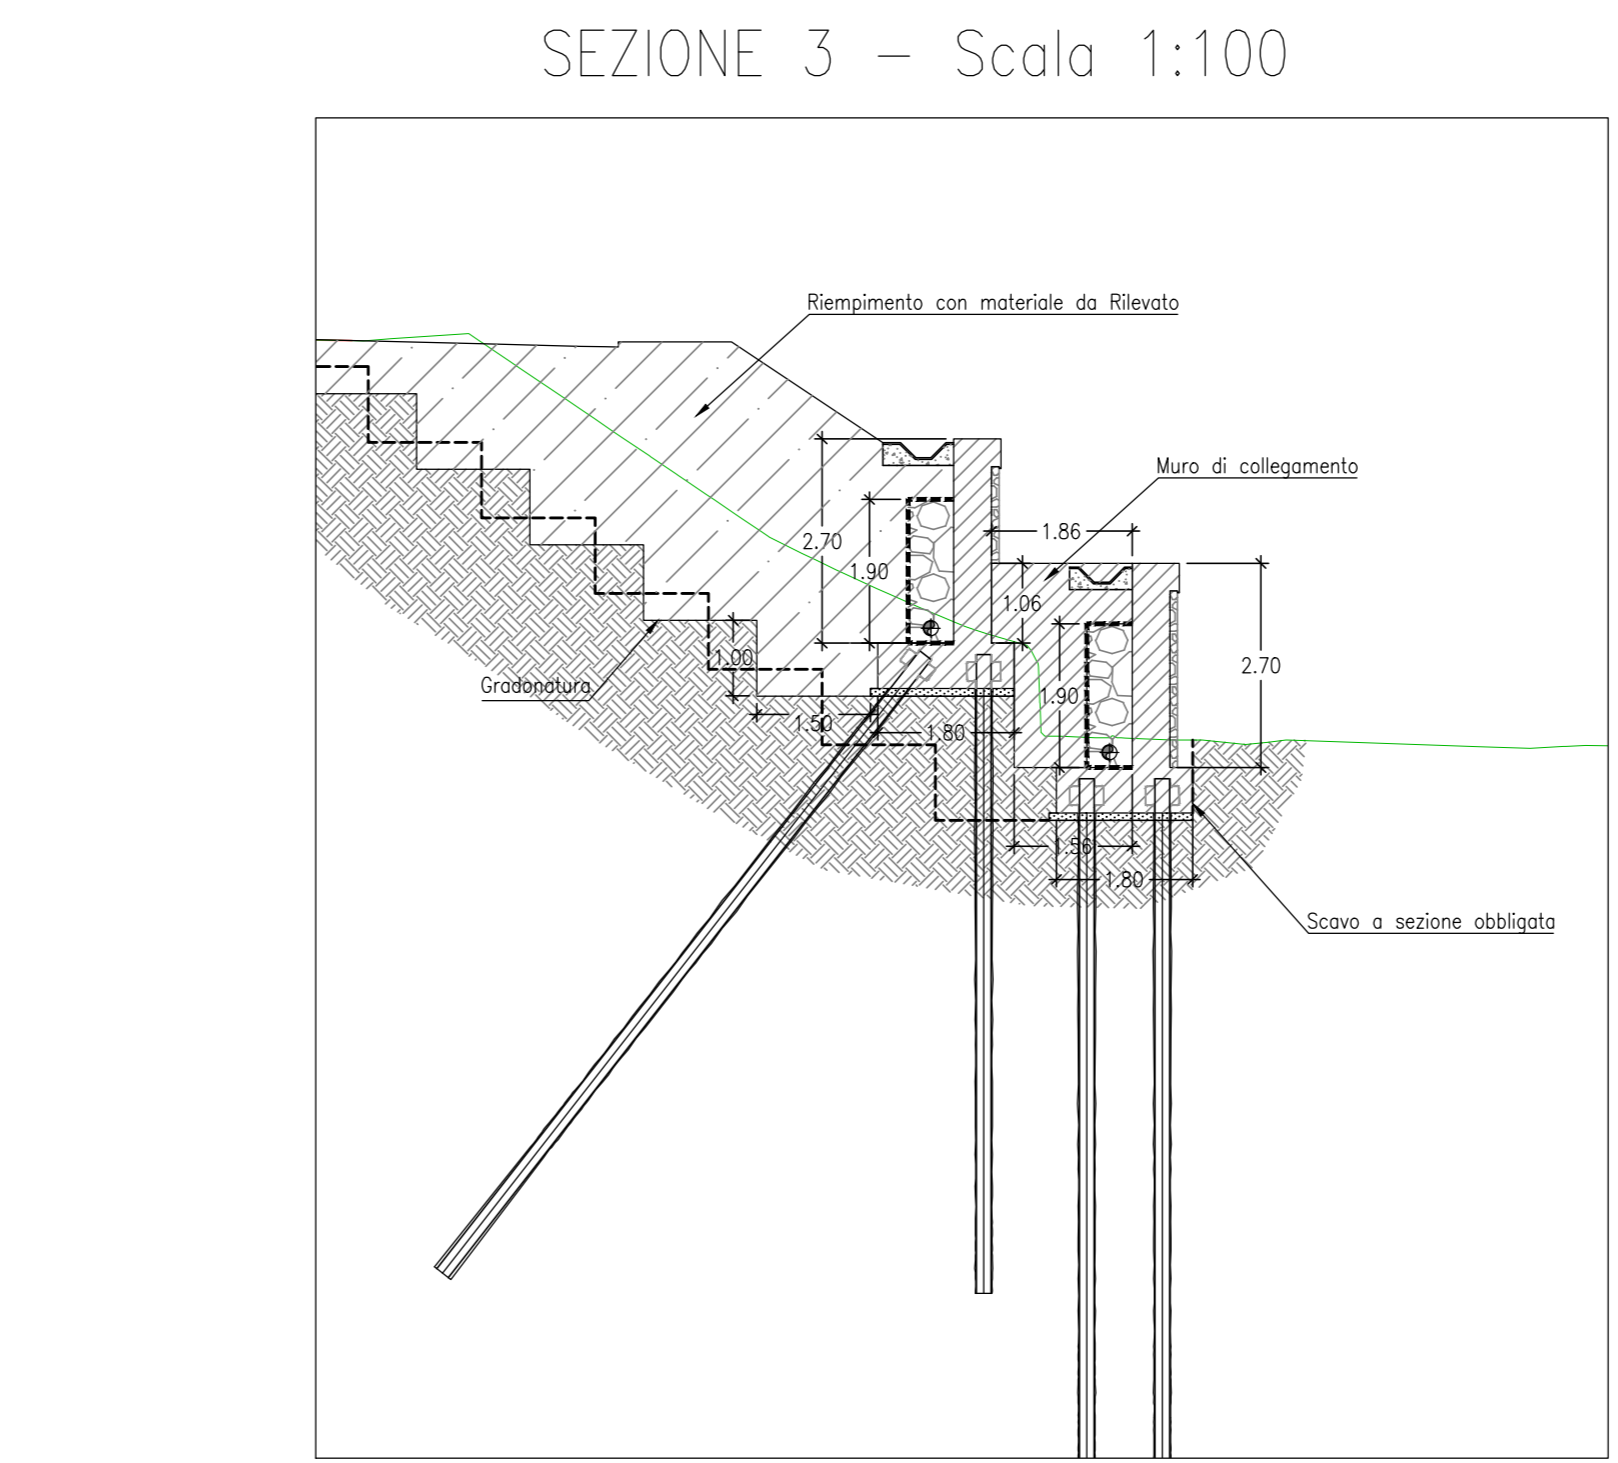 SEZIONE 3 - Scala 1:100
Riempimento con materiale da Rilevato
Muro di collegamento
1.86
2.70
1.90
1.06
1.00
2.70
Gradonatura
1.90
1.50
1.80
1.56
1.80
Scavo a sezione obbligata